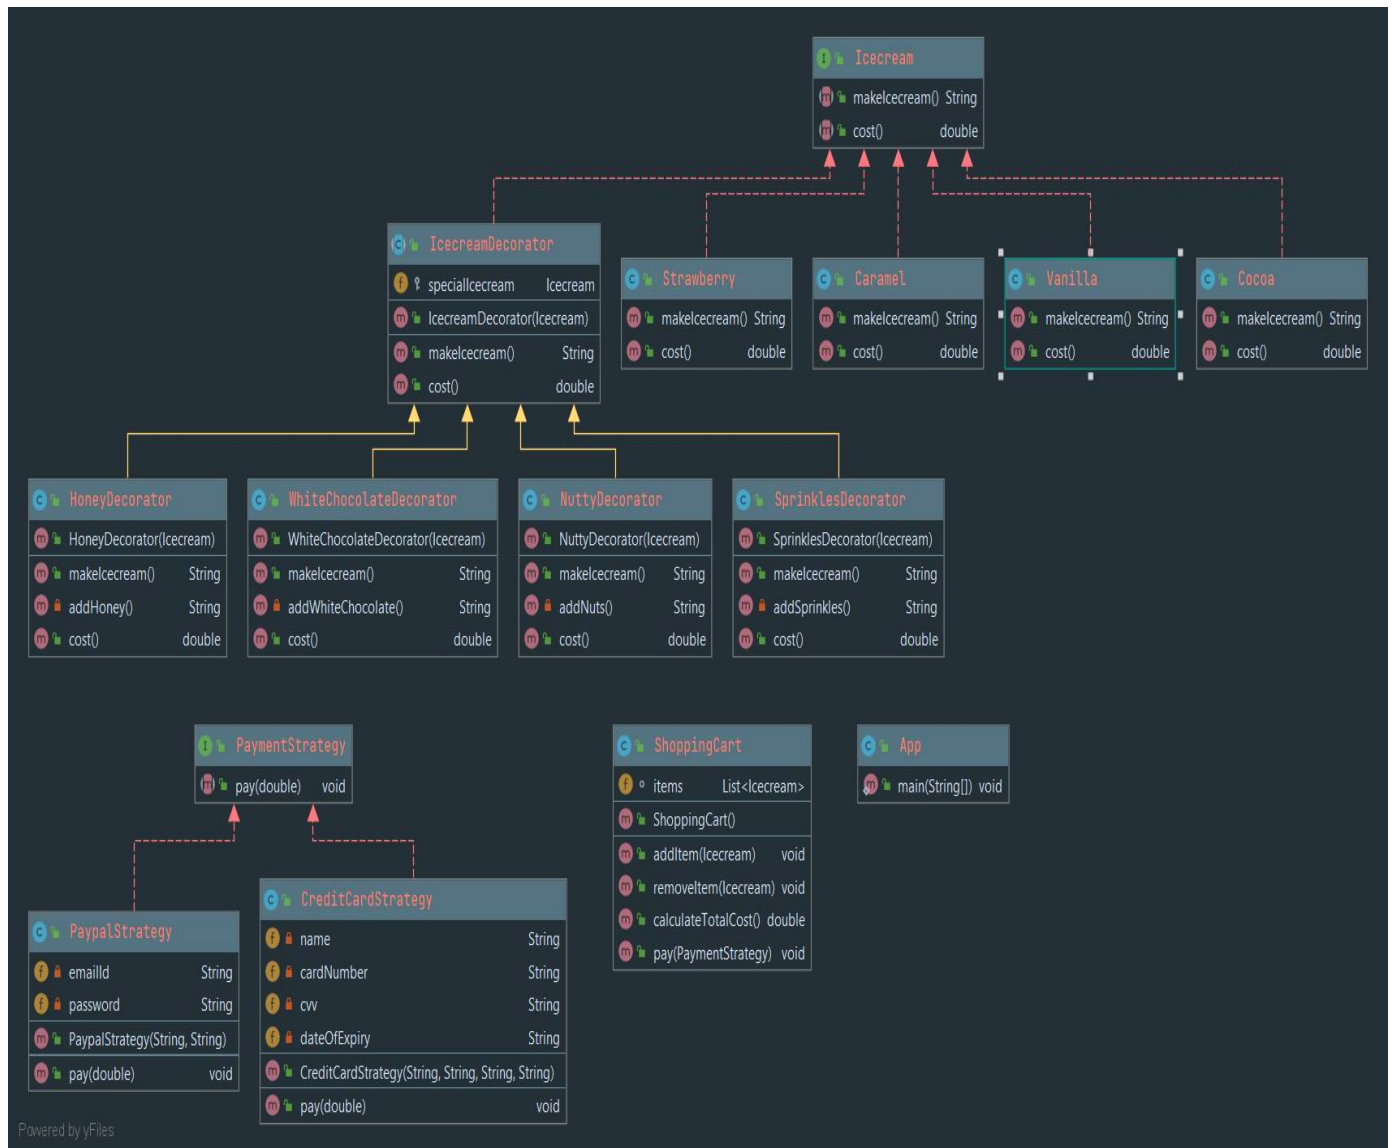 Icecream
makeIcecream() String
cost() double
IcecreamDecorator
specialIcecream Icecream
IcecreamDecorator(Icecream)
makeIcecream() String
cost() double
Strawberry
makeIcecream() String
cost() double
Caramel
makeIcecream() String
cost() double
Vanilla
makeIcecream() String
cost() double
Cocoa
makeIcecream() String
cost() double
HoneyDecorator
HoneyDecorator(Icecream)
makeIcecream() String
addHoney() String
cost() double
WhiteChocolateDecorator
WhiteChocolateDecorator(Icecream)
makeIcecream() String
addWhiteChocolate() String
cost() double
NuttyDecorator
NuttyDecorator(Icecream)
makeIcecream() String
addNuts() String
cost() double
SprinklesDecorator
SprinklesDecorator(Icecream)
makeIcecream() String
addSprinkles() String
cost() double
PaymentStrategy
pay(double) void
PaypalStrategy
emailId String
password String
PaypalStrategy(String, String)
pay(double) void
CreditCardStrategy
name String
cardNumber String
cvv String
dateOfExpiry String
CreditCardStrategy(String, String, String, String)
pay(double) void
ShoppingCart
items List<Icecream>
ShoppingCart()
addItem(Icecream) void
removeItem(Icecream) void
calculateTotalCost() double
pay(PaymentStrategy) void
App
main(String[]) void
Powered by yFiles